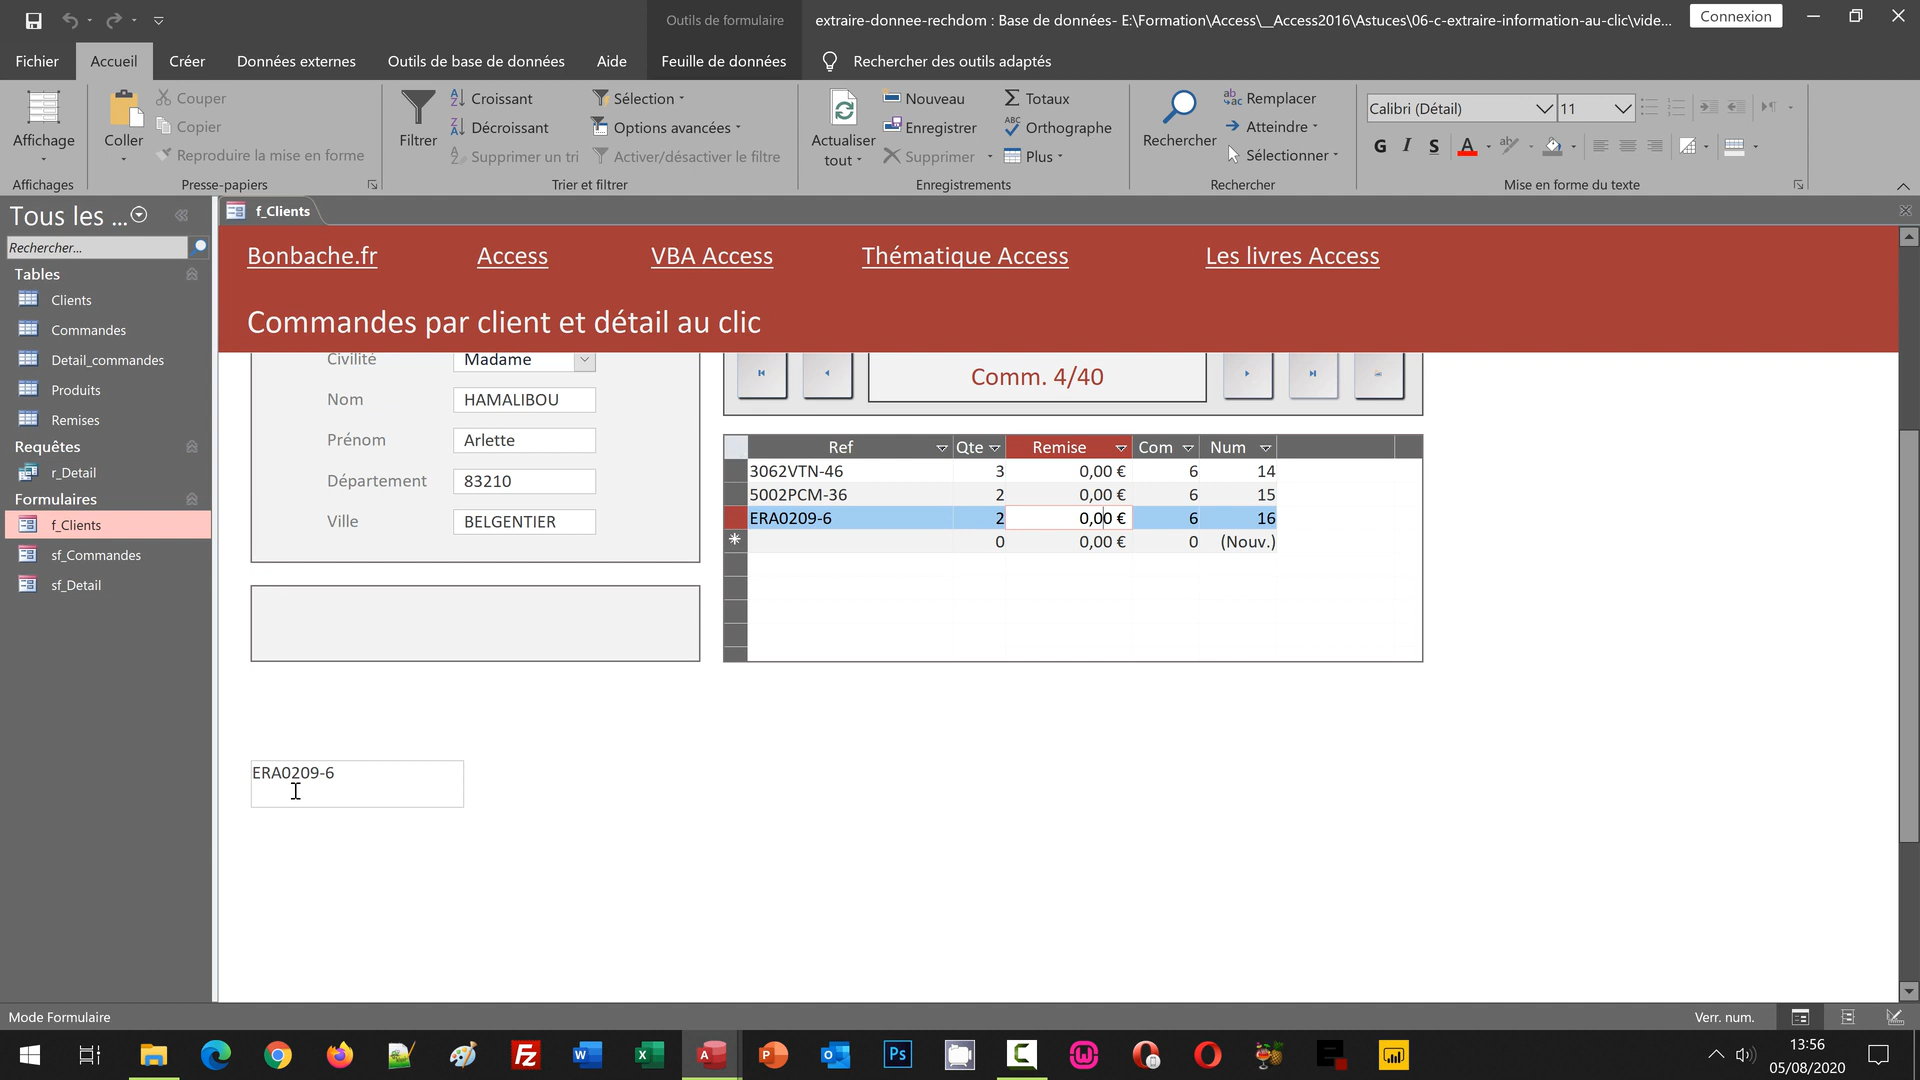 Outils de formulaire
extraire-donnee-rechdom : Base de données- E:\Formation\Access\__Access2016\Astuces\06-c-extraire-information-au-clic\vide...
Connexion
Fichier
Accueil
Créer
Données externes
Outils de base de données
Aide
Feuille de données
Rechercher des outils adaptés
Affichage
Affichages
Coller
Couper
Copier
Reproduire la mise en forme
Presse-papiers
Filtrer
Croissant
Décroissant
Supprimer un tri
Sélection
Options avancées
Activer/désactiver le filtre
Trier et filtrer
Actualiser
tout
Nouveau
Enregistrer
Supprimer
Totaux
Orthographe
Plus
Enregistrements
Rechercher
Remplacer
Atteindre
Sélectionner
Rechercher
Calibri (Détail)
11
G I S A
Mise en forme du texte
Tous les ...
Rechercher...
Tables
Clients
Commandes
Detail_commandes
Produits
Remises
Requêtes
r_Detail
Formulaires
f_Clients
sf_Commandes
sf_Detail
f_Clients
Bonbache.fr
Access
VBA Access
Thématique Access
Les livres Access
Commandes par client et détail au clic
Civilité Madame
Nom HAMALIBOU
Prénom Arlette
Département 83210
Ville BELGENTIER
Comm. 4/40
Ref Qte Remise Com Num
3062VTN-46 3 0,00 € 6 14
5002PCM-36 2 0,00 € 6 15
ERA0209-6 2 0,00 € 6 16
0 0,00 € 0 (Nouv.)
ERA0209-6
Mode Formulaire
Verr. num.
13:56
05/08/2020